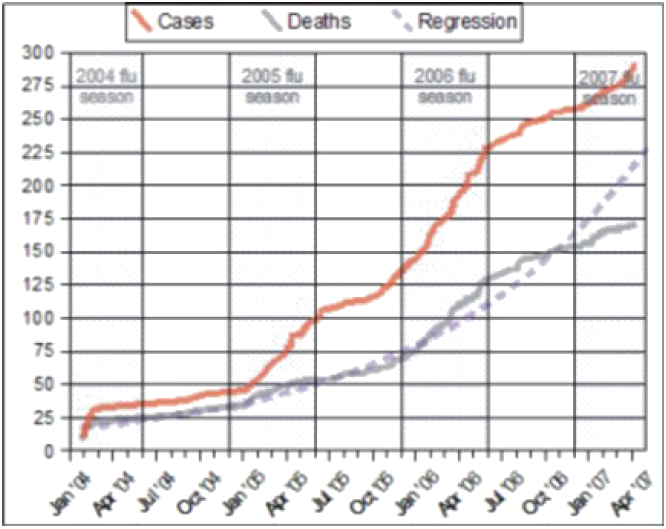 Cases Deaths Regression
300
275
250
225
200
175
150
125
100
75
50
25
0
2004 flu season
2005 flu season
2006 flu season
2007 flu season
Jan '04 Apr '04 Jul '04 Oct '04 Jan '05 Apr '05 Jul '05 Oct '05 Jan '06 Apr '06 Jul '06 Oct '06 Jan '07 Apr '07